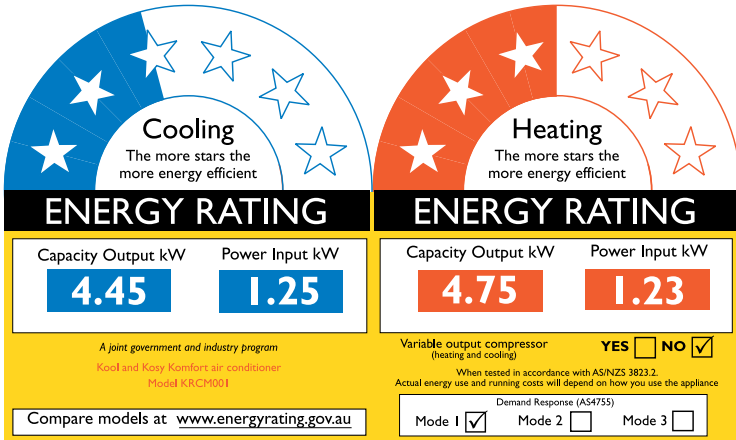 Cooling
The more stars the
more energy efficient
ENERGY RATING
Capacity Output kW
Power Input kW
4.45
1.25
A joint government and industry program
Kool and Kosy Komfort air conditioner
Model KRCM001
Compare models at www.energyrating.gov.au
Heating
The more stars the
more energy efficient
ENERGY RATING
Capacity Output kW
Power Input kW
4.75
1.23
Variable output compressor
(heating and cooling)
YES NO
When tested in accordance with AS/NZS 3823.2.
Actual energy use and running costs will depend on how you use the appliance
Demand Response (AS4755)
Mode 1 Mode 2 Mode 3